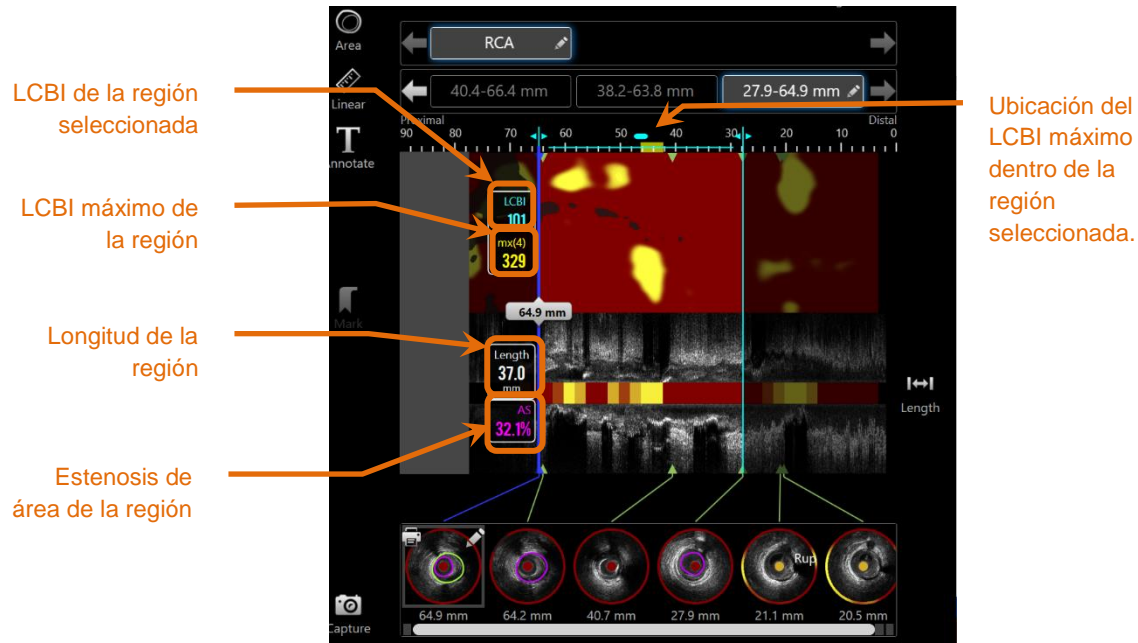 Area
RCA
Linear
40.4-66.4 mm
38.2-63.8 mm
27.9-64.9 mm
Proximal
Distal
90 80 70 60 50 40 30 20 10 0
Annotate
LCBI de la región
seleccionada
Ubicación del
LCBI máximo
dentro de la
región
seleccionada.
LCBI
101
LCBI máximo de
la región
mx(4)
329
Mark
64.9 mm
Longitud de la
región
Length
37.0
mm
Length
AS
32.1%
Estenosis de
área de la región
Rup
64.9 mm
64.2 mm
40.7 mm
27.9 mm
21.1 mm
20.5 mm
Capture